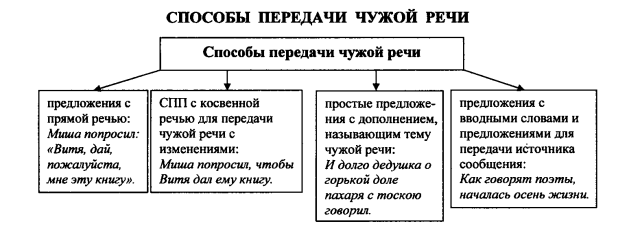 СПОСОБЫ ПЕРЕДАЧИ ЧУЖОЙ РЕЧИ
Способы передачи чужой речи
предложения с
прямой речью:
Миша попросил:
«Витя, дай,
пожалуйста,
мне эту книгу».
СПП с косвенной
речью для передачи
чужой речи с
изменениями:
Миша попросил, чтобы
Витя дал ему книгу.
простые предложе-
ния с дополнением,
называющим тему
чужой речи:
И долго дедушка о
горькой доле
пахаря с тоскою
говорил.
предложения с
вводными словами и
предложениями для
передачи источника
сообщения:
Как говорят поэты,
началась осень жизни.